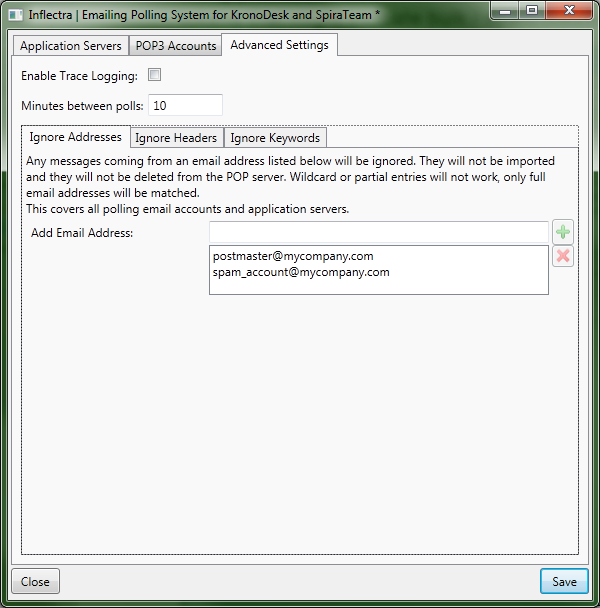 Inflectra | Emailing Polling System for KronoDesk and SpiraTeam *
Application Servers POP3 Accounts Advanced Settings
Enable Trace Logging:
Minutes between polls: 10
Ignore Addresses Ignore Headers Ignore Keywords
Any messages coming from an email address listed below will be ignored. They will not be imported
and they will not be deleted from the POP server. Wildcard or partial entries will not work, only full
email addresses will be matched.
This covers all polling email accounts and application servers.
Add Email Address:
postmaster@mycompany.com
spam_account@mycompany.com
Close Save